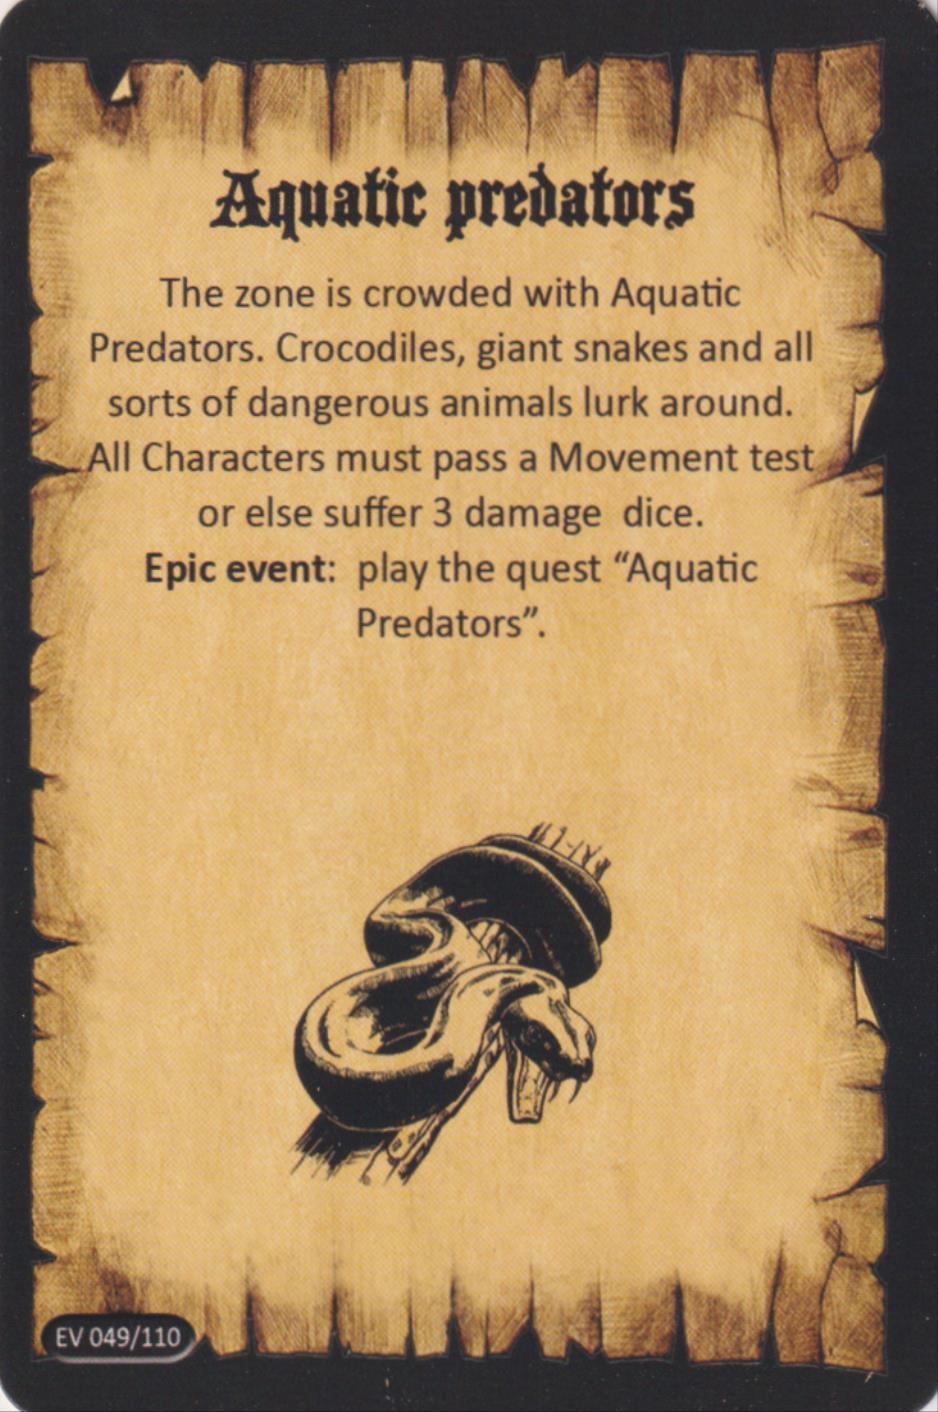 Aquatic predators
The zone is crowded with Aquatic
Predators. Crocodiles, giant snakes and all
sorts of dangerous animals lurk around.
All Characters must pass a Movement test
or else suffer 3 damage  dice.
Epic event:  play the quest “Aquatic
Predators”.
EV 049/110